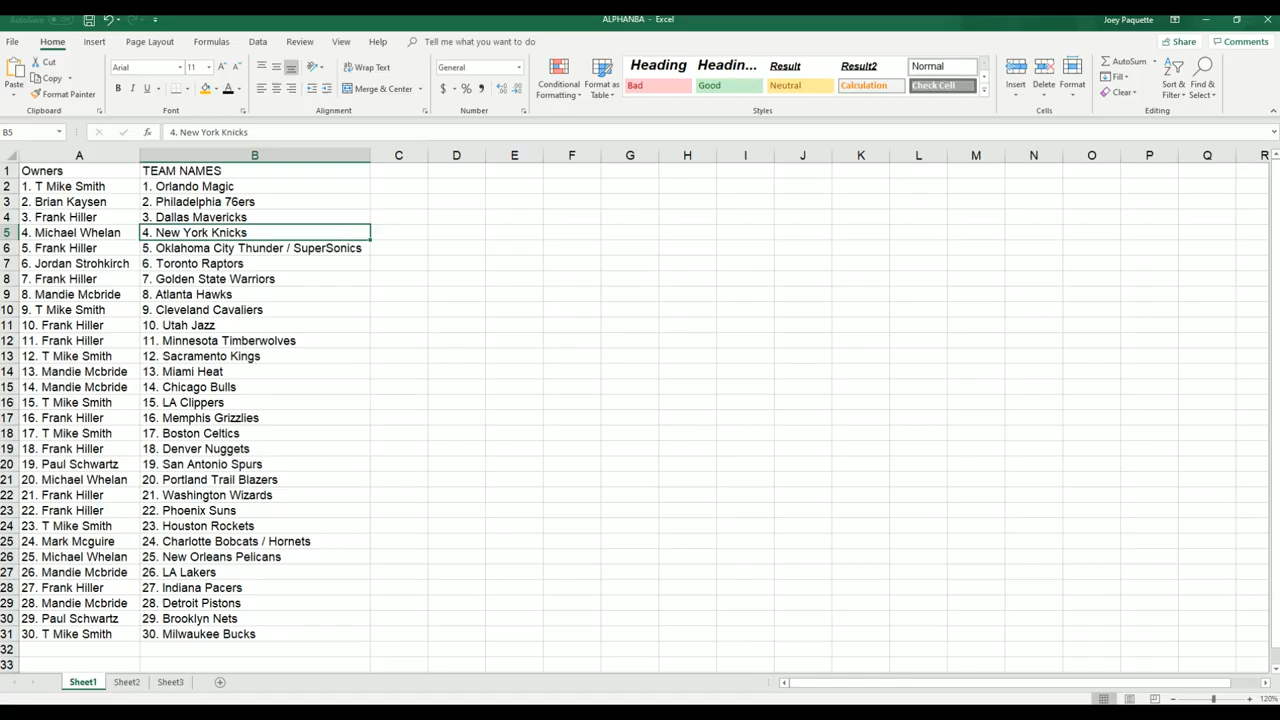 AutoSave Off
ALPHANBA - Excel
Joey Paquette
File Home Insert Page Layout Formulas Data Review View Help Tell me what you want to do Share Comments
Paste Cut Copy Format Painter Clipboard
Arial 11 B I U A A A Font
Wrap Text Merge & Center Alignment
General $ % , Number
Conditional Formatting Format as Table
Heading Headin... Result Result2 Normal
Bad Good Neutral Calculation Check Cell
Styles
Insert Delete Format Cells
AutoSum Fill Clear Sort & Filter Find & Select Editing
B5 fx 4. New York Knicks
A B C D E F G H I J K L M N O P Q R
1 Owners TEAM NAMES
2 1. T Mike Smith 1. Orlando Magic
3 2. Brian Kaysen 2. Philadelphia 76ers
4 3. Frank Hiller 3. Dallas Mavericks
5 4. Michael Whelan 4. New York Knicks
6 5. Frank Hiller 5. Oklahoma City Thunder / SuperSonics
7 6. Jordan Strohkirch 6. Toronto Raptors
8 7. Frank Hiller 7. Golden State Warriors
9 8. Mandie Mcbride 8. Atlanta Hawks
10 9. T Mike Smith 9. Cleveland Cavaliers
11 10. Frank Hiller 10. Utah Jazz
12 11. Frank Hiller 11. Minnesota Timberwolves
13 12. T Mike Smith 12. Sacramento Kings
14 13. Mandie Mcbride 13. Miami Heat
15 14. Mandie Mcbride 14. Chicago Bulls
16 15. T Mike Smith 15. LA Clippers
17 16. Frank Hiller 16. Memphis Grizzlies
18 17. T Mike Smith 17. Boston Celtics
19 18. Frank Hiller 18. Denver Nuggets
20 19. Paul Schwartz 19. San Antonio Spurs
21 20. Michael Whelan 20. Portland Trail Blazers
22 21. Frank Hiller 21. Washington Wizards
23 22. Frank Hiller 22. Phoenix Suns
24 23. T Mike Smith 23. Houston Rockets
25 24. Mark Mcguire 24. Charlotte Bobcats / Hornets
26 25. Michael Whelan 25. New Orleans Pelicans
27 26. Mandie Mcbride 26. LA Lakers
28 27. Frank Hiller 27. Indiana Pacers
29 28. Mandie Mcbride 28. Detroit Pistons
30 29. Paul Schwartz 29. Brooklyn Nets
31 30. T Mike Smith 30. Milwaukee Bucks
32
33
Sheet1 Sheet2 Sheet3
120%